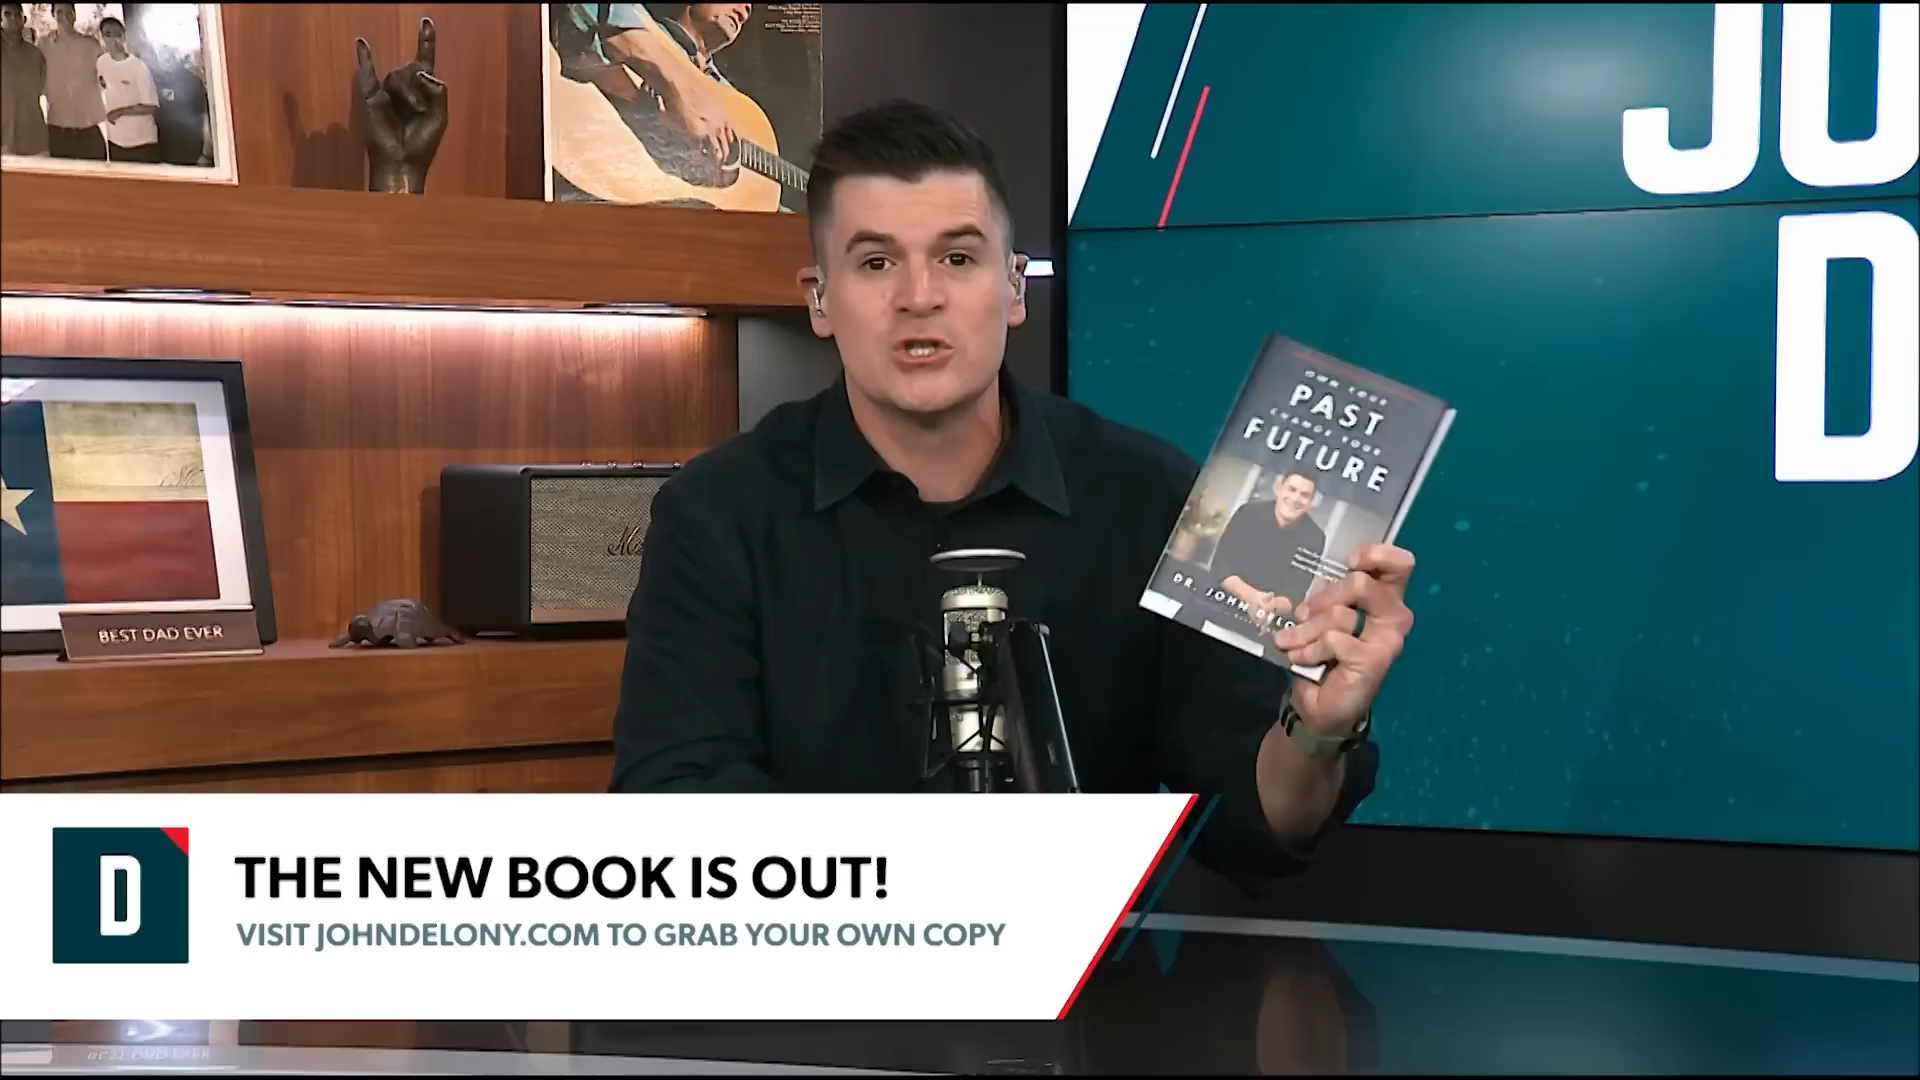 JO
D
OWN YOUR
PAST
CHANGE YOUR
FUTURE
DR. JOHN DELO
BEST DAD EVER
D
THE NEW BOOK IS OUT!
VISIT JOHNDELONY.COM TO GRAB YOUR OWN COPY